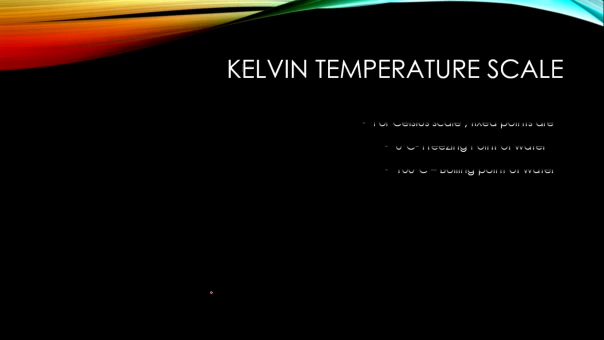 KELVIN TEMPERATURE SCALE
For Celsius scale , fixed points are
0°C- Freezing Point of water
100°C – Boiling point of water